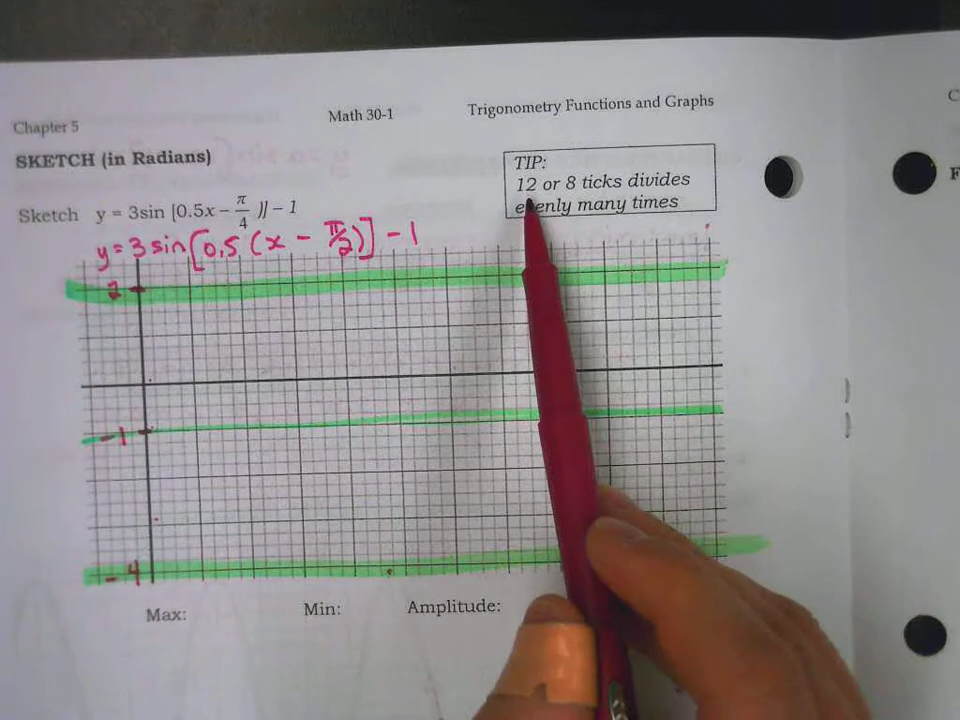 Chapter 5 Math 30-1 Trigonometry Functions and Graphs
SKETCH (in Radians)
TIP:
12 or 8 ticks divides
evenly many times
Sketch y = 3sin [0.5x − π/4 )] − 1
y = 3 sin [0,5 (x − π/2)] − 1
2
-1
-4
Max: Min: Amplitude:
C
F